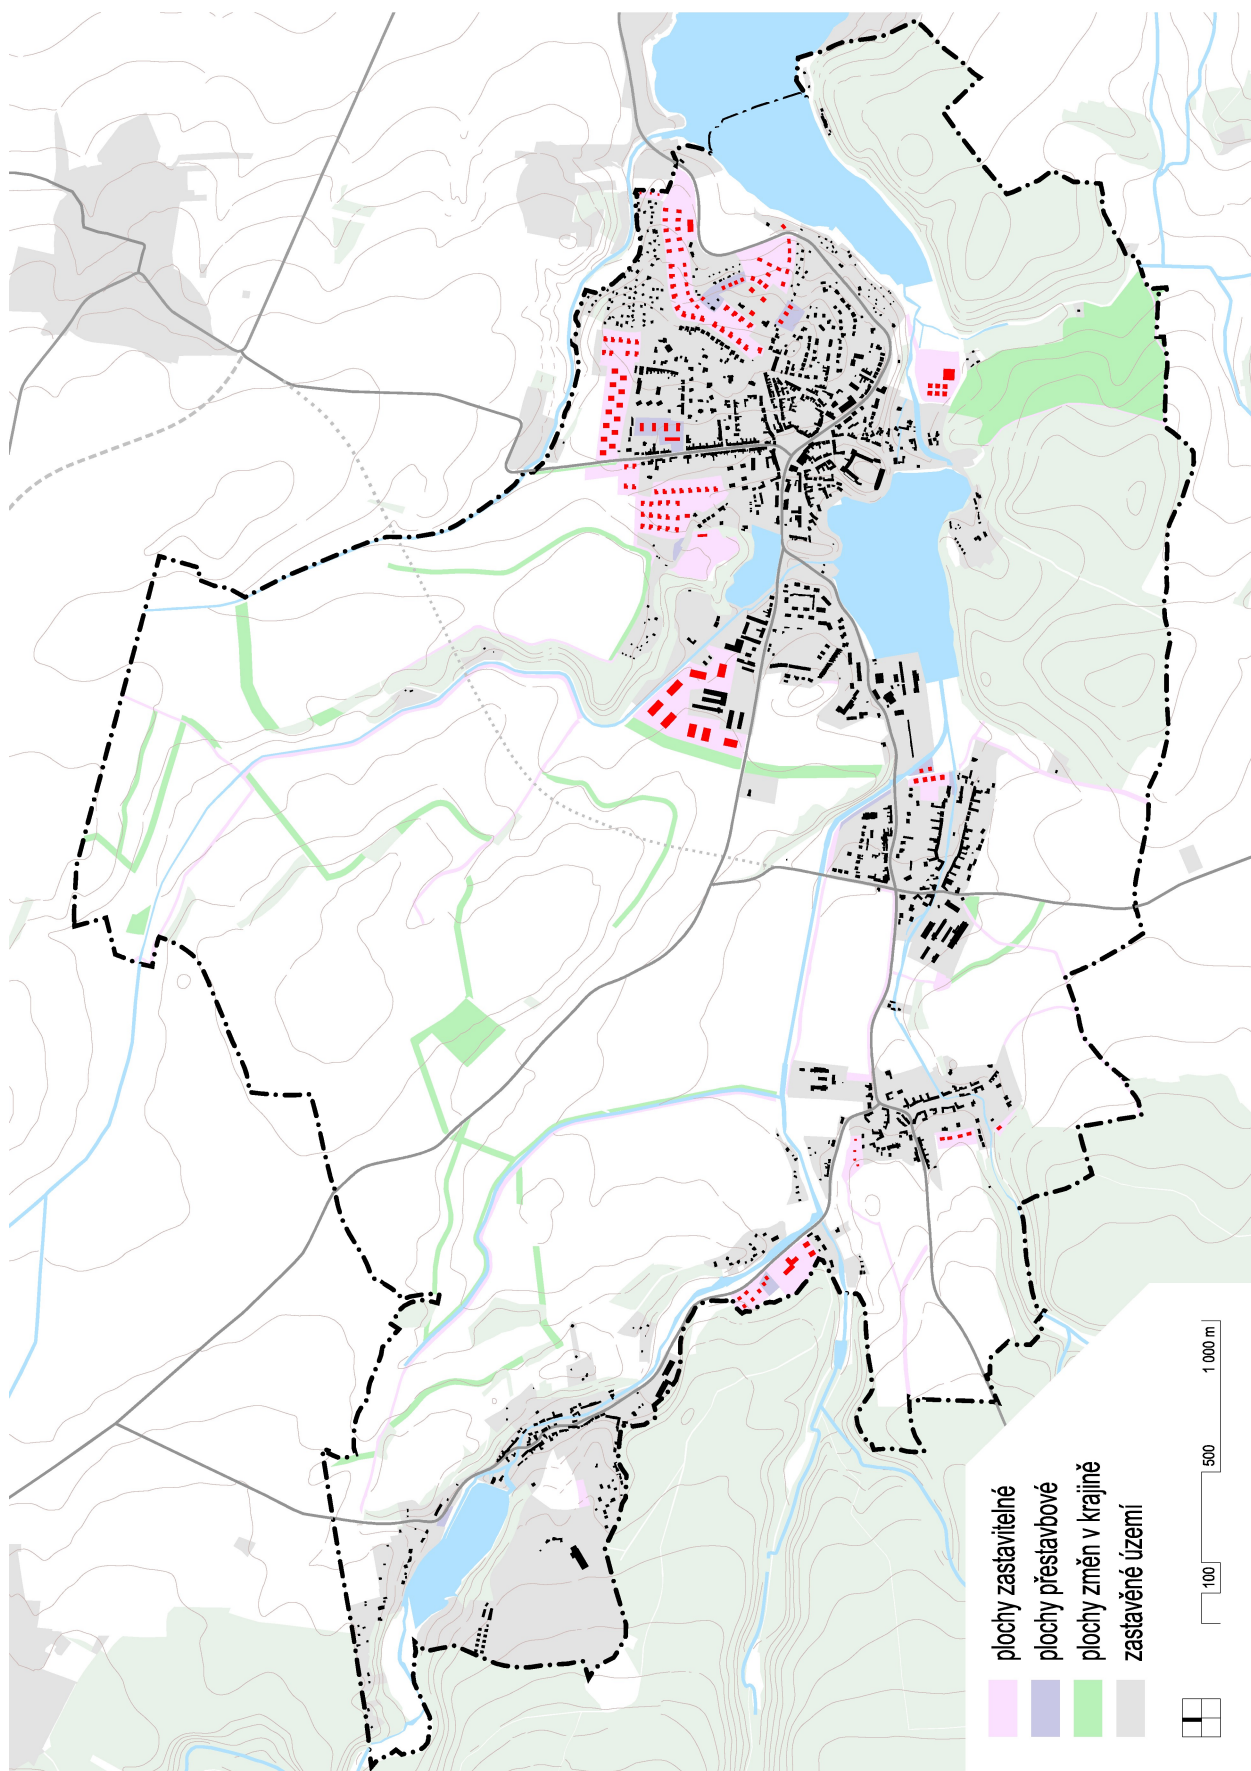 plochy zastavitelné
plochy přestavbové
plochy změn v krajině
zastavěné území
100
500
1 000 m